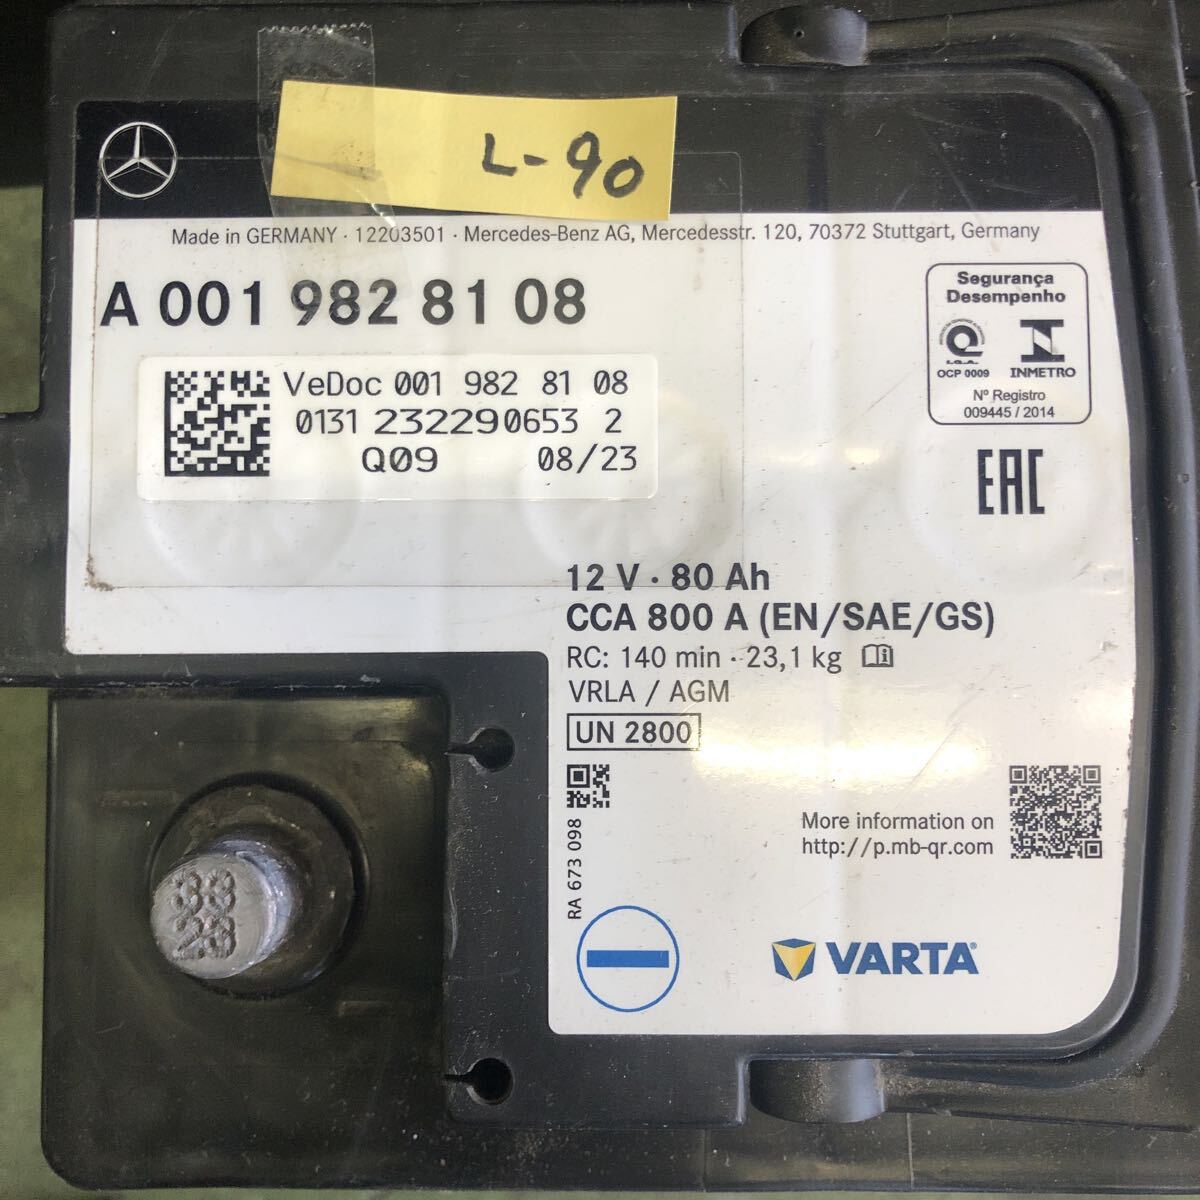 L-90
Made in GERMANY · 12203501 · Mercedes-Benz AG, Mercedesstr. 120, 70372 Stuttgart, Germany
A 001 982 81 08
Segurança
Desempenho
OCP 0009
INMETRO
Nº Registro
009445 / 2014
VeDoc 001 982 81 08
0131 2322290653 2
Q09 08/23
EAC
12 V · 80 Ah
CCA 800 A (EN/SAE/GS)
RC: 140 min · 23,1 kg
VRLA / AGM
UN 2800
RA 673 098
More information on
http://p.mb-qr.com
VARTA